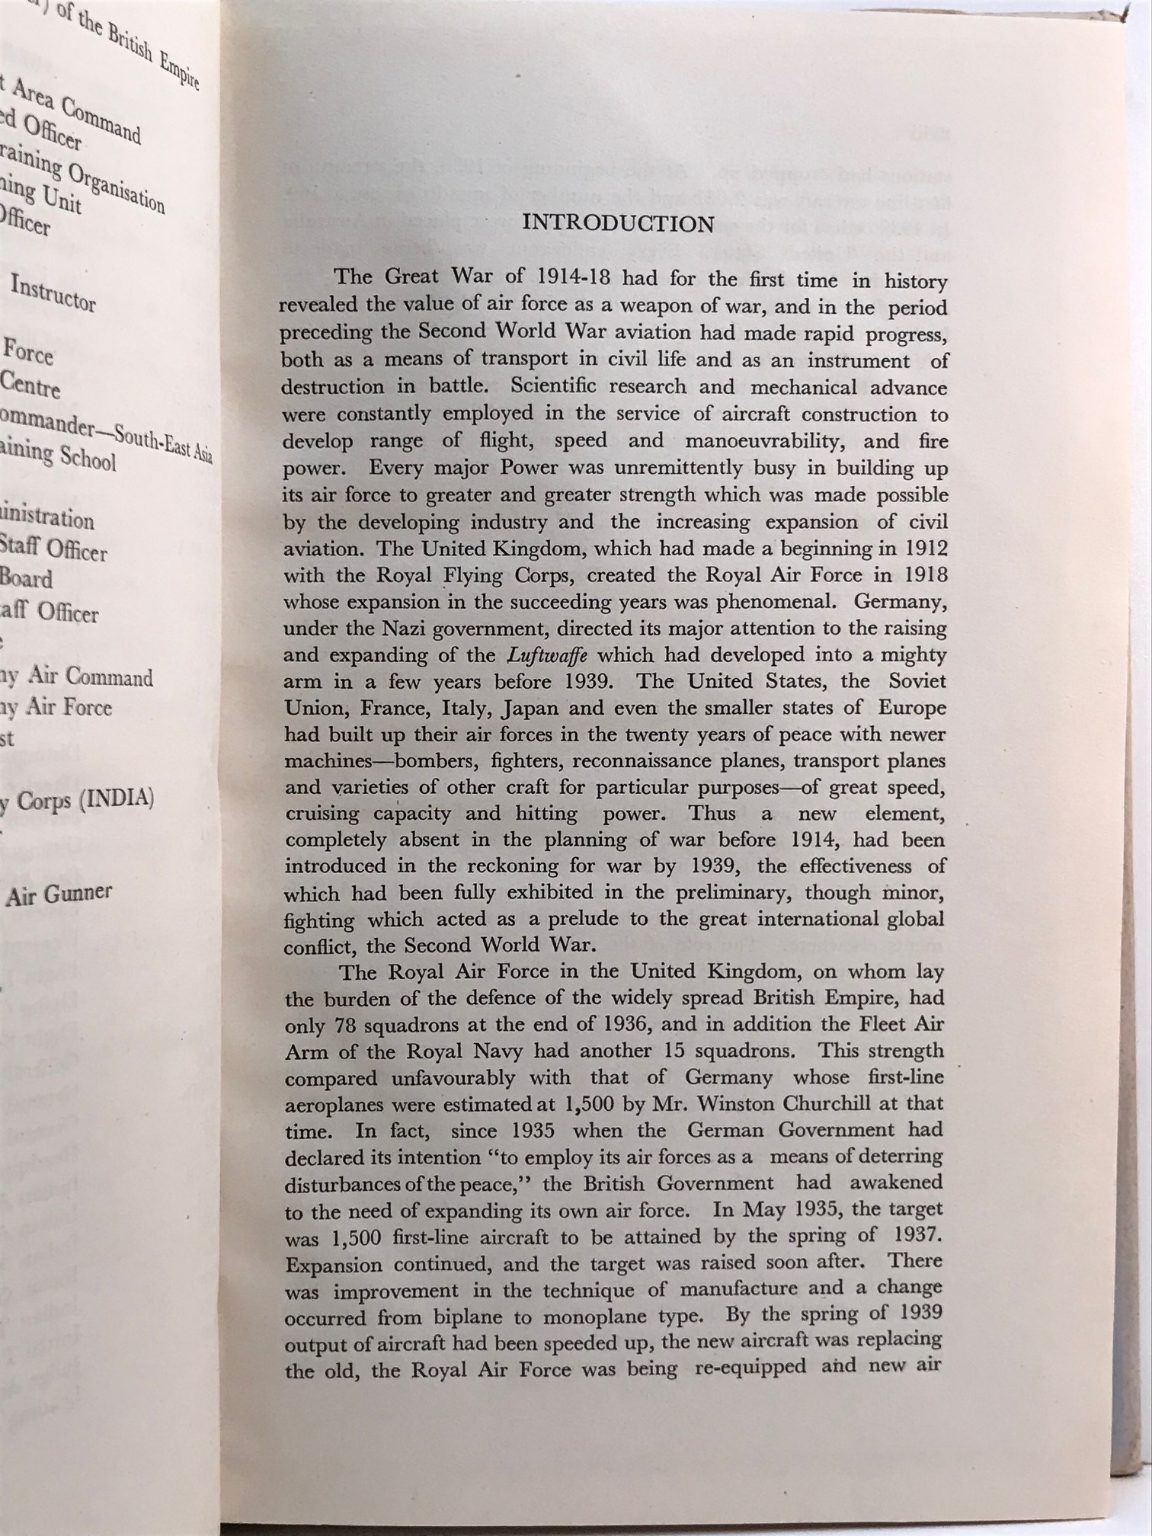 of the British Empire
Area Command
Officer
Organisation
Unit
Officer
Instructor
Force
Centre
South-East Asia
School
Staff Officer
Board
Officer
Air Command
Air Force
Corps (INDIA)
Air Gunner
INTRODUCTION
The Great War of 1914-18 had for the first time in history
revealed the value of air force as a weapon of war, and in the period
preceding the Second World War aviation had made rapid progress,
both as a means of transport in civil life and as an instrument of
destruction in battle. Scientific research and mechanical advance
were constantly employed in the service of aircraft construction to
develop range of flight, speed and manoeuvrability, and fire
power. Every major Power was unremittently busy in building up
its air force to greater and greater strength which was made possible
by the developing industry and the increasing expansion of civil
aviation. The United Kingdom, which had made a beginning in 1912
with the Royal Flying Corps, created the Royal Air Force in 1918
whose expansion in the succeeding years was phenomenal. Germany,
under the Nazi government, directed its major attention to the raising
and expanding of the Luftwaffe which had developed into a mighty
arm in a few years before 1939. The United States, the Soviet
Union, France, Italy, Japan and even the smaller states of Europe
had built up their air forces in the twenty years of peace with newer
machines—bombers, fighters, reconnaissance planes, transport planes
and varieties of other craft for particular purposes—of great speed,
cruising capacity and hitting power. Thus a new element,
completely absent in the planning of war before 1914, had been
introduced in the reckoning for war by 1939, the effectiveness of
which had been fully exhibited in the preliminary, though minor,
fighting which acted as a prelude to the great international global
conflict, the Second World War.
The Royal Air Force in the United Kingdom, on whom lay
the burden of the defence of the widely spread British Empire, had
only 78 squadrons at the end of 1936, and in addition the Fleet Air
Arm of the Royal Navy had another 15 squadrons. This strength
compared unfavourably with that of Germany whose first-line
aeroplanes were estimated at 1,500 by Mr. Winston Churchill at that
time. In fact, since 1935 when the German Government had
declared its intention “to employ its air forces as a means of deterring
disturbances of the peace,” the British Government had awakened
to the need of expanding its own air force. In May 1935, the target
was 1,500 first-line aircraft to be attained by the spring of 1937.
Expansion continued, and the target was raised soon after. There
was improvement in the technique of manufacture and a change
occurred from biplane to monoplane type. By the spring of 1939
output of aircraft had been speeded up, the new aircraft was replacing
the old, the Royal Air Force was being re-equipped and new air